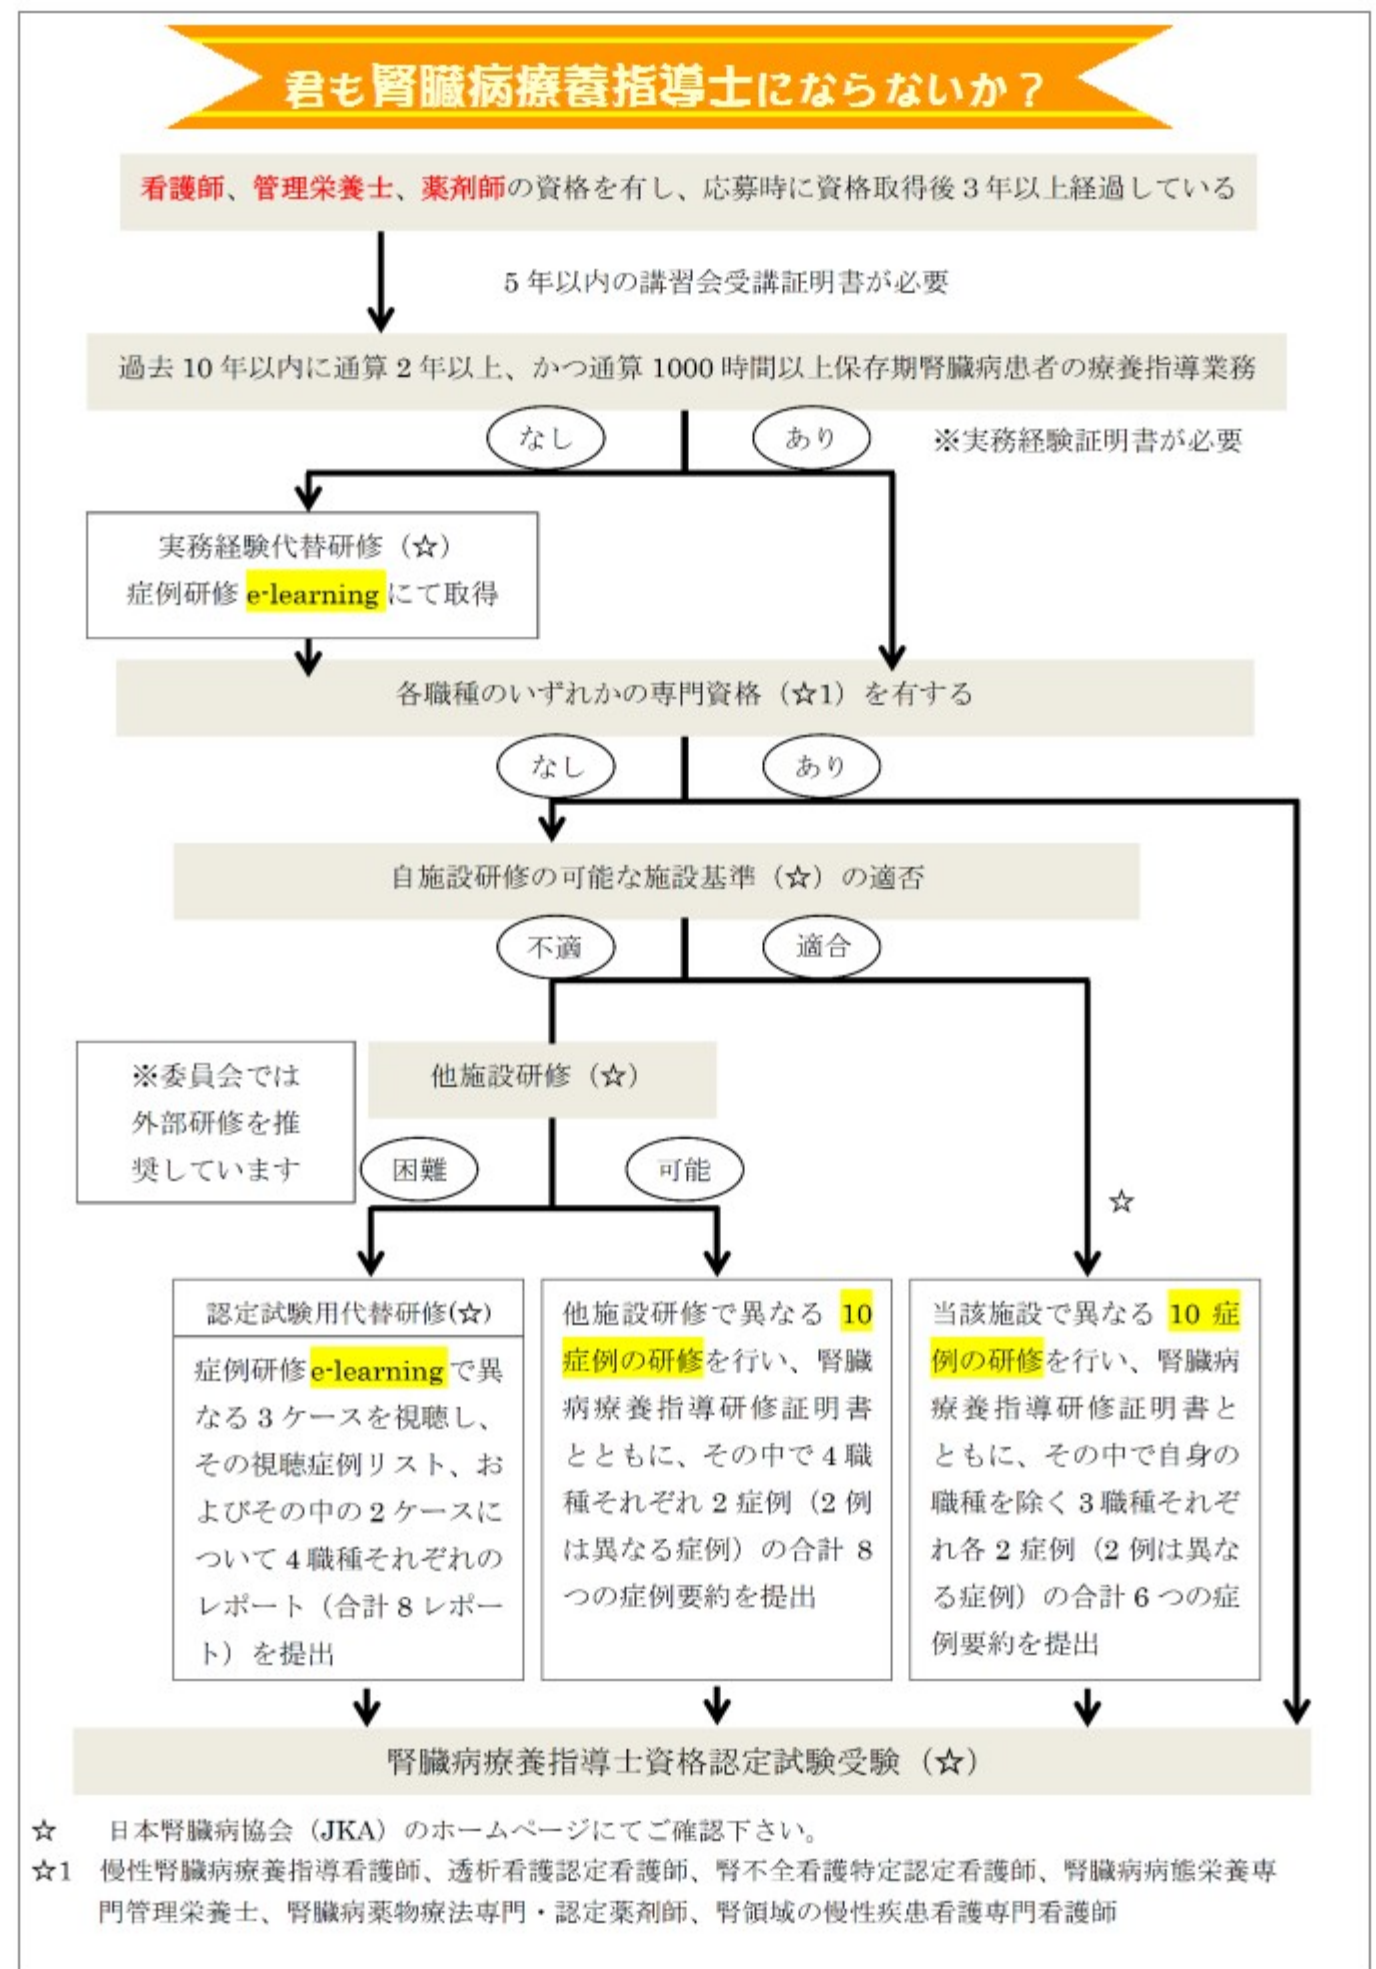 君も腎臓病療養指導士にならないか？
看護師、管理栄養士、薬剤師の資格を有し、応募時に資格取得後 3 年以上経過している
5 年以内の講習会受講証明書が必要
過去 10 年以内に通算 2 年以上、かつ通算 1000 時間以上保存期腎臓病患者の療養指導業務
なし
あり
※実務経験証明書が必要
実務経験代替研修（☆）
症例研修 e-learning にて取得
各職種のいずれかの専門資格（☆1）を有する
なし
あり
自施設研修の可能な施設基準（☆）の適否
不適
適合
※委員会では
外部研修を推
奨しています
他施設研修（☆）
困難
可能
☆
認定試験用代替研修(☆)
症例研修 e-learning で異
なる 3 ケースを視聴し、
その視聴症例リスト、お
よびその中の 2 ケースに
ついて 4 職種それぞれの
レポート（合計 8 レポー
ト）を提出
他施設研修で異なる 10
症例の研修を行い、腎臓
病療養指導研修証明書
とともに、その中で 4 職
種それぞれ 2 症例（2 例
は異なる症例）の合計 8
つの症例要約を提出
当該施設で異なる 10 症
例の研修を行い、腎臓病
療養指導研修証明書と
ともに、その中で自身の
職種を除く 3 職種それぞ
れ各 2 症例（2 例は異な
る症例）の合計 6 つの症
例要約を提出
腎臓病療養指導士資格認定試験受験（☆）
☆ 日本腎臓病協会（JKA）のホームページにてご確認下さい。
☆1 慢性腎臓病療養指導看護師、透析看護認定看護師、腎不全看護特定認定看護師、腎臓病病態栄養専
門管理栄養士、腎臓病薬物療法専門・認定薬剤師、腎領域の慢性疾患看護専門看護師